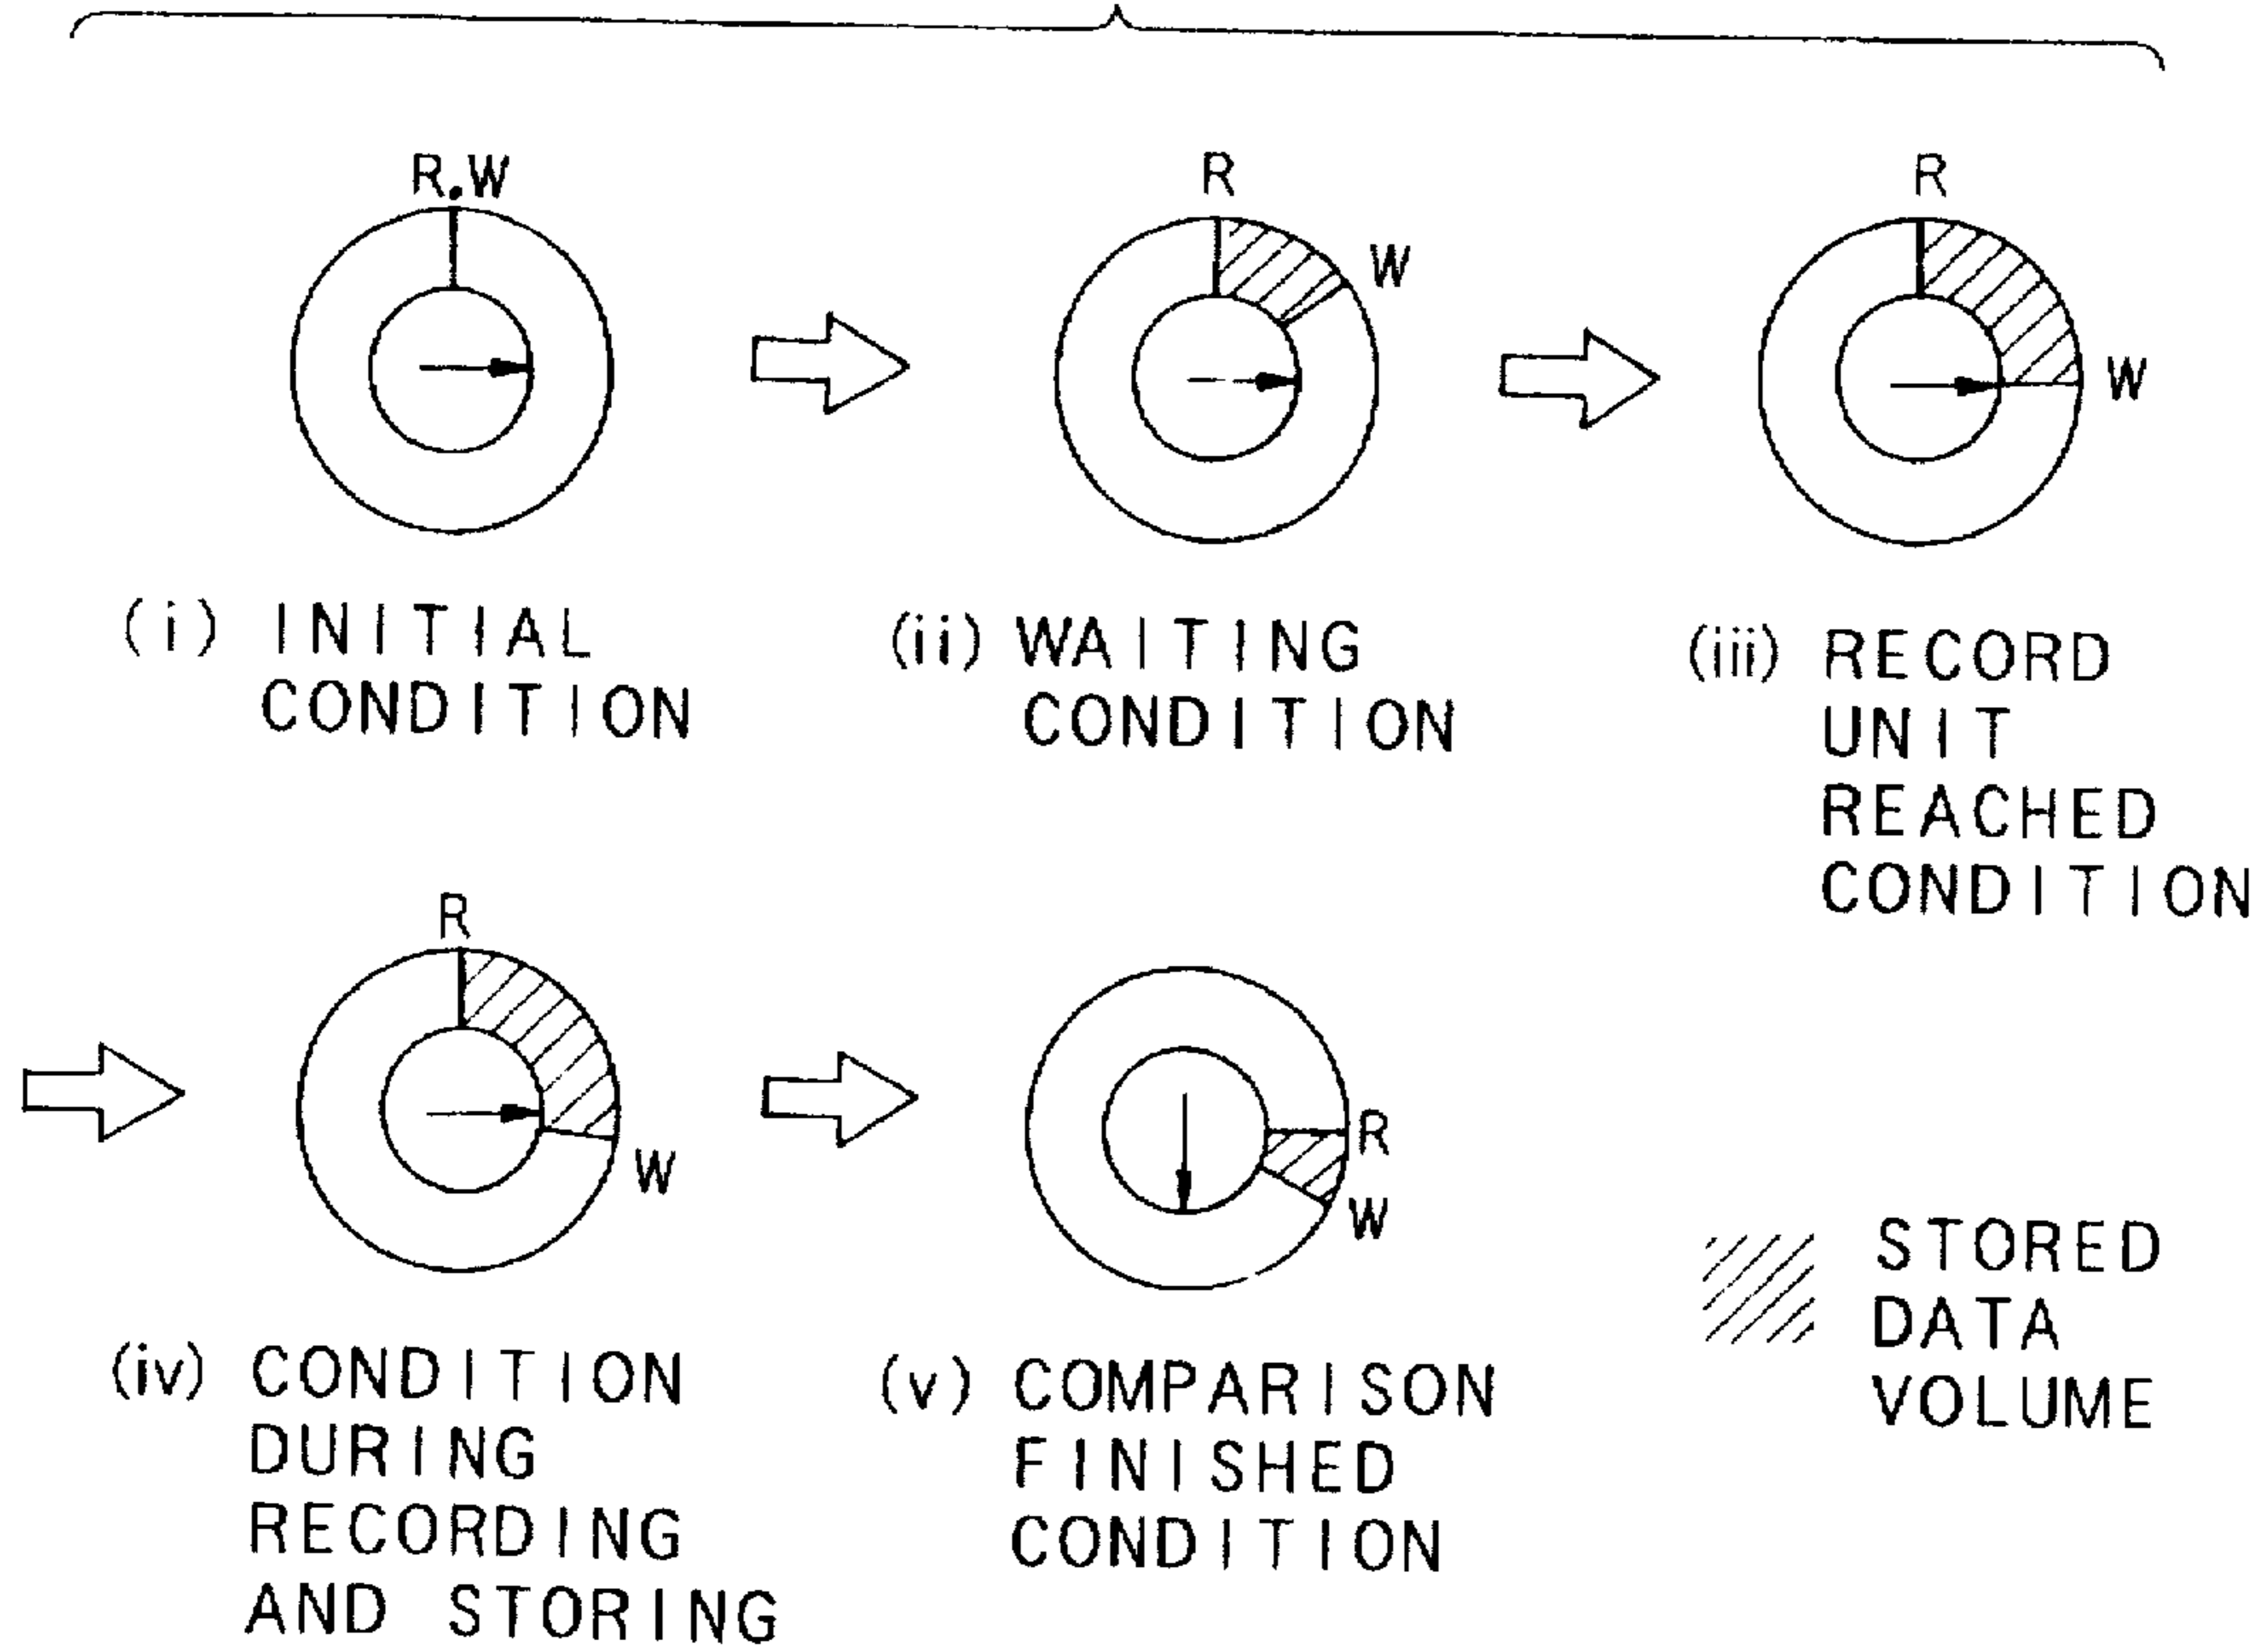 R.W
R
W
R
W
(i) INITIAL
CONDITION
(ii) WAITING
CONDITION
(iii) RECORD
UNIT
REACHED
CONDITION
R
W
R
W
(iv) CONDITION
DURING
RECORDING
AND STORING
(v) COMPARISON
FINISHED
CONDITION
STORED
DATA
VOLUME